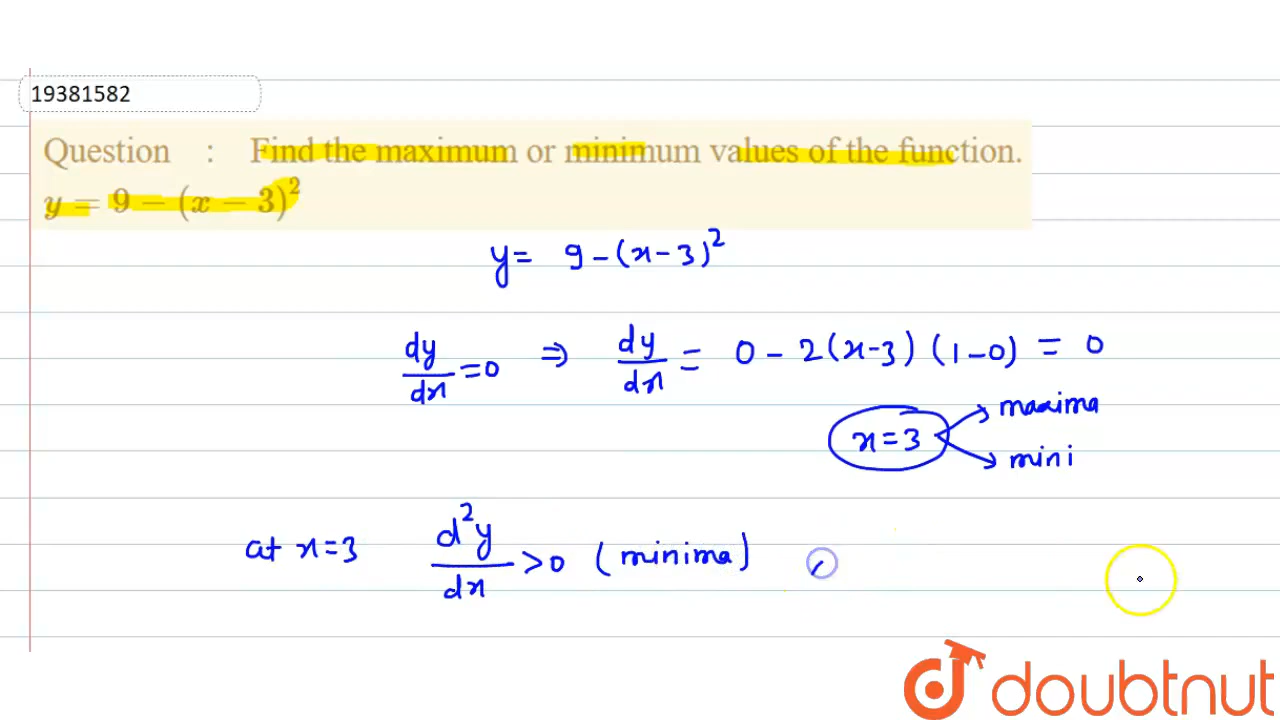 19381582
Question : Find the maximum or minimum values of the function.
y = 9 − (x − 3)²
y = 9 − (x − 3)²
dy/dx = 0 ⇒ dy/dx = 0 − 2(x−3)(1−0) = 0
maxima
x = 3
mini
at x=3 d²y/dx > 0 (minima)
doubtnut